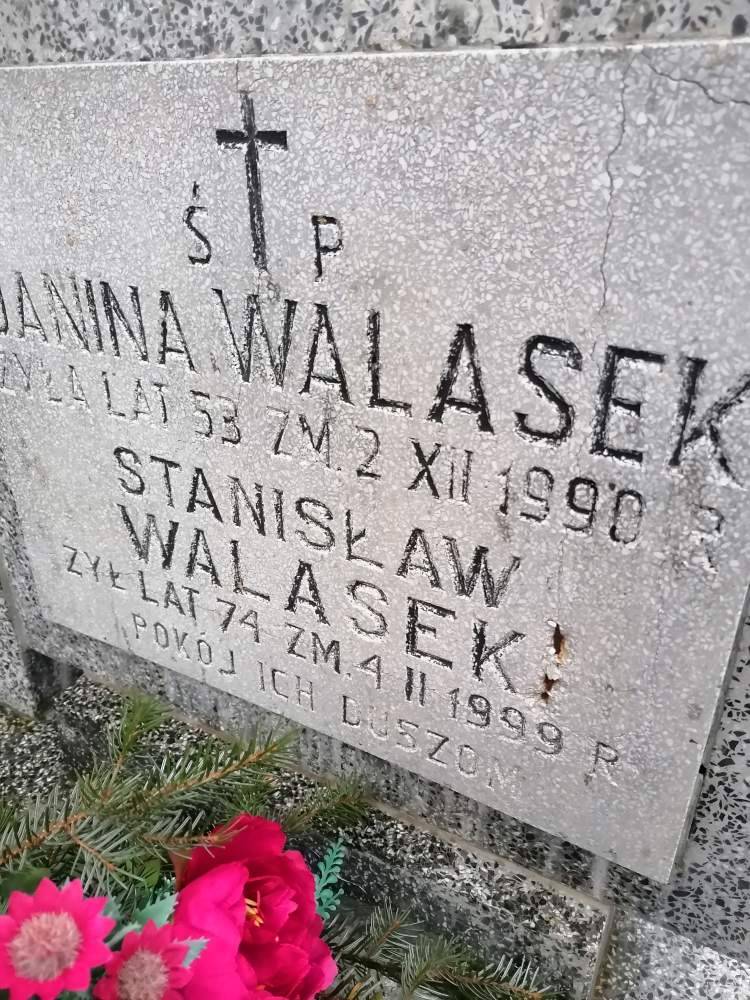 Ś P
JANINA WALASEK
ŻYŁA LAT 53 ZM. 2 XII 1990 R
STANISŁAW
WALASEK
ŻYŁ LAT 74 ZM. 4 II 1999 R
POKÓJ ICH DUSZOM